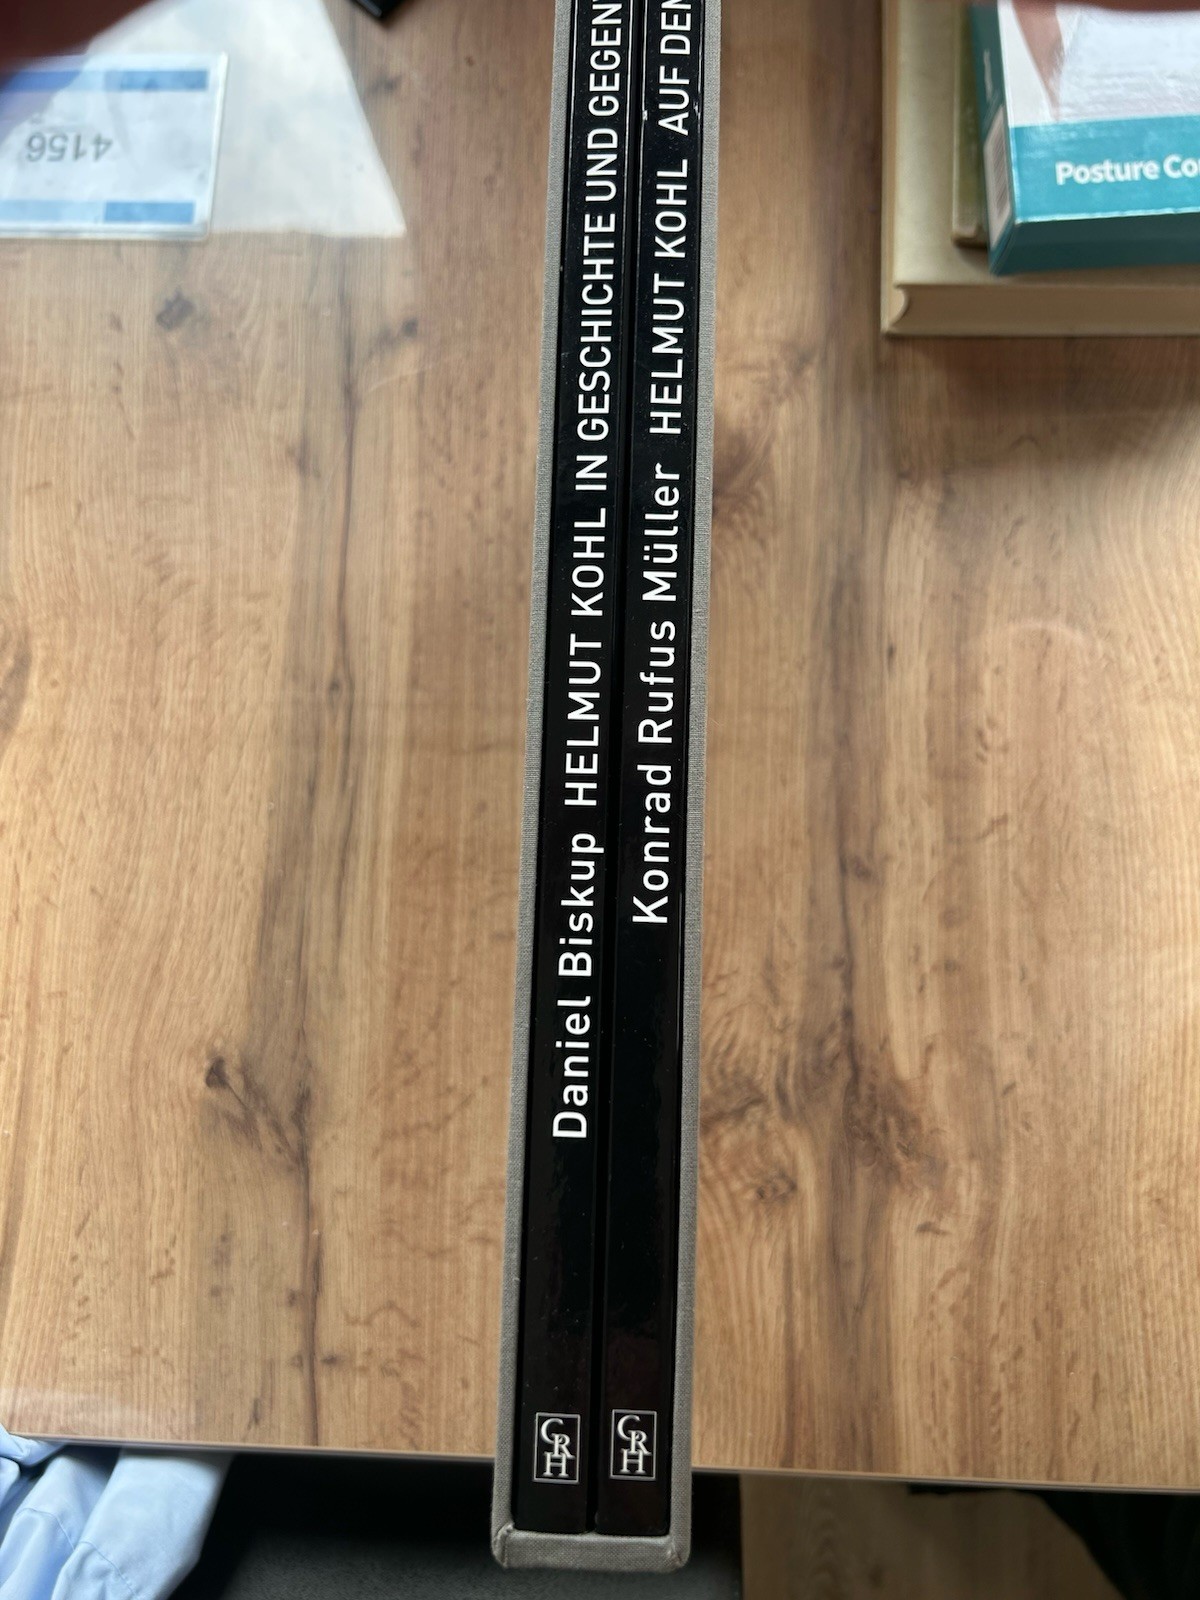 4156
Posture Co
Daniel Biskup HELMUT KOHL IN GESCHICHTE UND GEGEN
Konrad Rufus Müller HELMUT KOHL AUF DEN
CRH
CRH